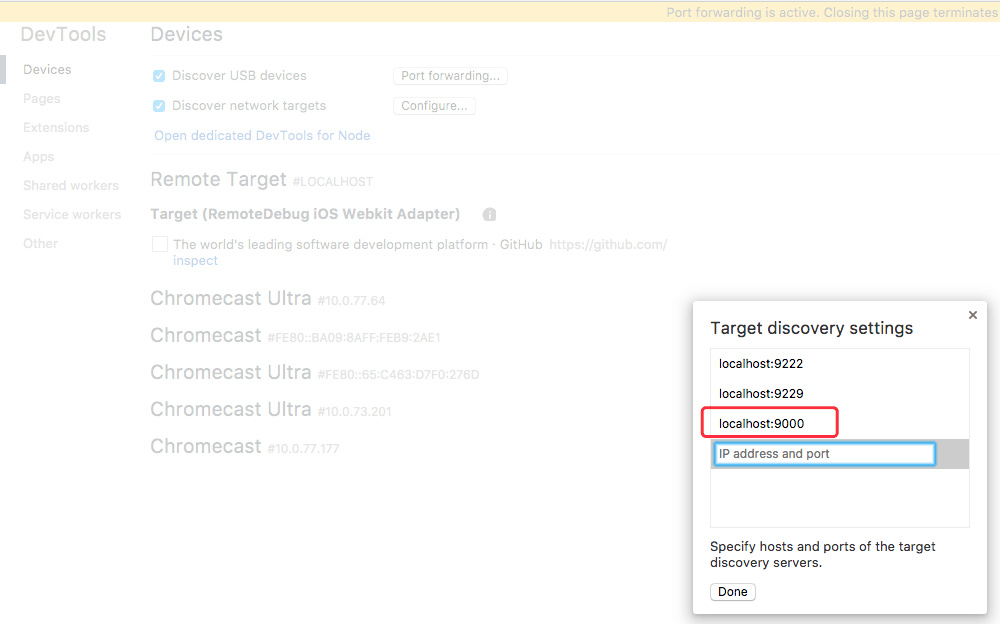 Port forwarding is active. Closing this page terminates
DevTools
Devices
Pages
Extensions
Apps
Shared workers
Service workers
Other
Devices
Discover USB devices
Port forwarding...
Discover network targets
Configure...
Open dedicated DevTools for Node
Remote Target #LOCALHOST
Target (RemoteDebug iOS Webkit Adapter) i
The world's leading software development platform · GitHub https://github.com/
inspect
Chromecast Ultra #10.0.77.64
Chromecast #FE80::BA09:8AFF:FEB9:2AE1
Chromecast Ultra #FE80::65:C463:D7F0:276D
Chromecast Ultra #10.0.73.201
Chromecast #10.0.77.177
×
Target discovery settings
localhost:9222
localhost:9229
localhost:9000
IP address and port
Specify hosts and ports of the target
discovery servers.
Done